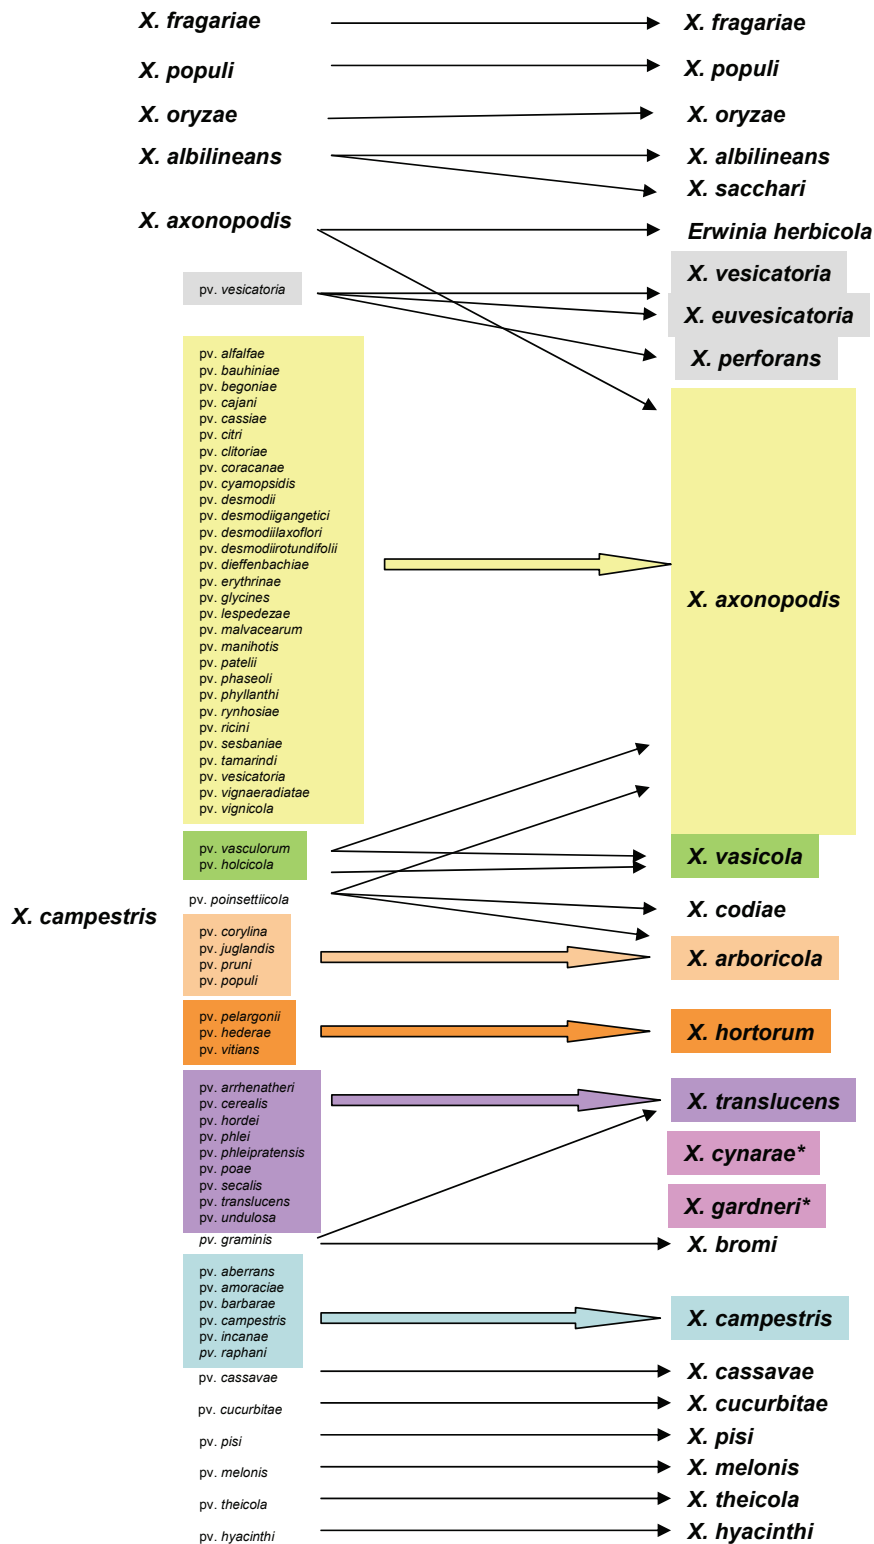 X. fragariae
X. fragariae
X. populi
X. populi
X. oryzae
X. oryzae
X. albilineans
X. albilineans
X. sacchari
X. axonopodis
Erwinia herbicola
pv. vesicatoria
X. vesicatoria
X. euvesicatoria
X. perforans
pv. alfalfae
pv. bauhiniae
pv. begoniae
pv. cajani
pv. cassiae
pv. citri
pv. clitoriae
pv. coracanae
pv. cyamopsidis
pv. desmodii
pv. desmodiigangetici
pv. desmodiilaxoflori
pv. desmodiirotundifolii
pv. dieffenbachiae
pv. erythrinae
pv. glycines
pv. lespedezae
pv. malvacearum
pv. manihotis
pv. patelii
pv. phaseoli
pv. phyllanthi
pv. rynhosiae
pv. ricini
pv. sesbaniae
pv. tamarindi
pv. vesicatoria
pv. vignaeradiatae
pv. vignicola
X. axonopodis
pv. vasculorum
pv. holcicola
X. vasicola
pv. poinsettiicola
X. campestris
X. codiae
pv. corylina
pv. juglandis
pv. pruni
pv. populi
X. arboricola
pv. pelargonii
pv. hederae
pv. vitians
X. hortorum
pv. arrhenatheri
pv. cerealis
pv. hordei
pv. phlei
pv. phleipratensis
pv. poae
pv. secalis
pv. translucens
pv. undulosa
X. translucens
X. cynarae*
X. gardneri*
pv. graminis
X. bromi
pv. aberrans
pv. amoraciae
pv. barbarae
pv. campestris
pv. incanae
pv. raphani
X. campestris
pv. cassavae
X. cassavae
pv. cucurbitae
X. cucurbitae
pv. pisi
X. pisi
pv. melonis
X. melonis
pv. theicola
X. theicola
pv. hyacinthi
X. hyacinthi